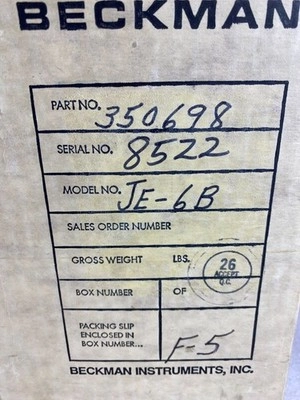 BECKMAN
PART NO. 350698
SERIAL NO. 8522
MODEL NO. JE-6B
SALES ORDER NUMBER
GROSS WEIGHT LBS.
26
ACCEPT
Q.C.
BOX NUMBER OF
PACKING SLIP
ENCLOSED IN
BOX NUMBER... F-5
BECKMAN INSTRUMENTS, INC.